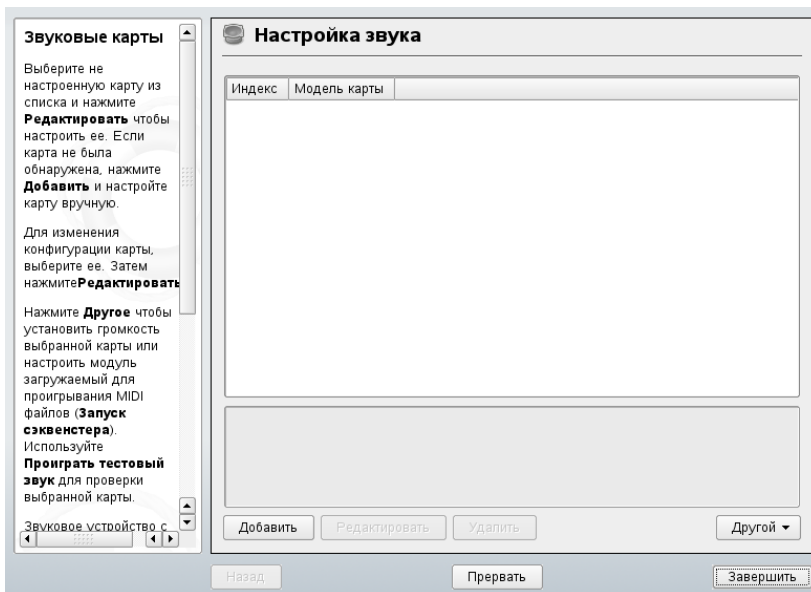 Звуковые карты
Выберите не
настроенную карту из
списка и нажмите
Редактировать чтобы
настроить ее. Если
карта не была
обнаружена, нажмите
Добавить и настройте
карту вручную.
Для изменения
конфигурации карты,
выберите ее. Затем
нажмитеРедактировать
Нажмите Другое чтобы
установить громкость
выбранной карты или
настроить модуль
загружаемый для
проигрывания MIDI
файлов (Запуск
сэквенстера).
Используйте
Проиграть тестовый
звук для проверки
выбранной карты.
Звуковое устройство с
Настройка звука
Индекс Модель карты
Добавить Редактировать Удалить Другой
Назад Прервать Завершить